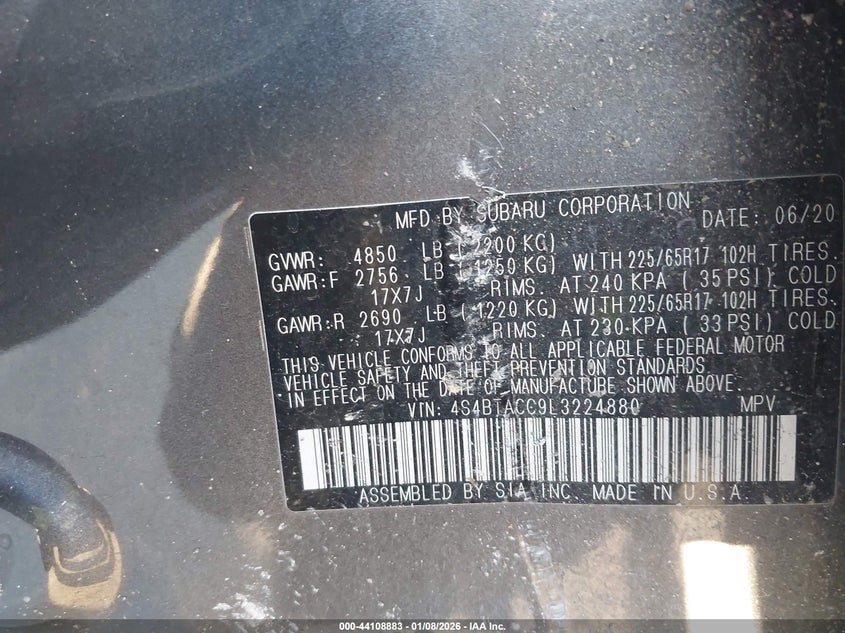 MFD BY SUBARU CORPORATION DATE: 06/20
GVWR: 4850 LB ( 2200 KG)
GAWR:F 2756 LB ( 1250 KG) WITH 225/65R17 102H TIRES.
17X7J RIMS. AT 240 KPA ( 35 PSI) COLD
GAWR:R 2690 LB ( 1220 KG) WITH 225/65R17 102H TIRES.
17X7J RIMS. AT 230 KPA ( 33 PSI) COLD
THIS VEHICLE CONFORMS TO ALL APPLICABLE FEDERAL MOTOR
VEHICLE SAFETY AND THEFT PREVENTION STANDARDS
IN EFFECT ON THE DATE OF MANUFACTURE SHOWN ABOVE.
VIN: 4S4BTACC9L3224880 MPV
ASSEMBLED BY SIA INC. MADE IN U.S.A.
000-44108883 - 01/08/2026 - IAA Inc.